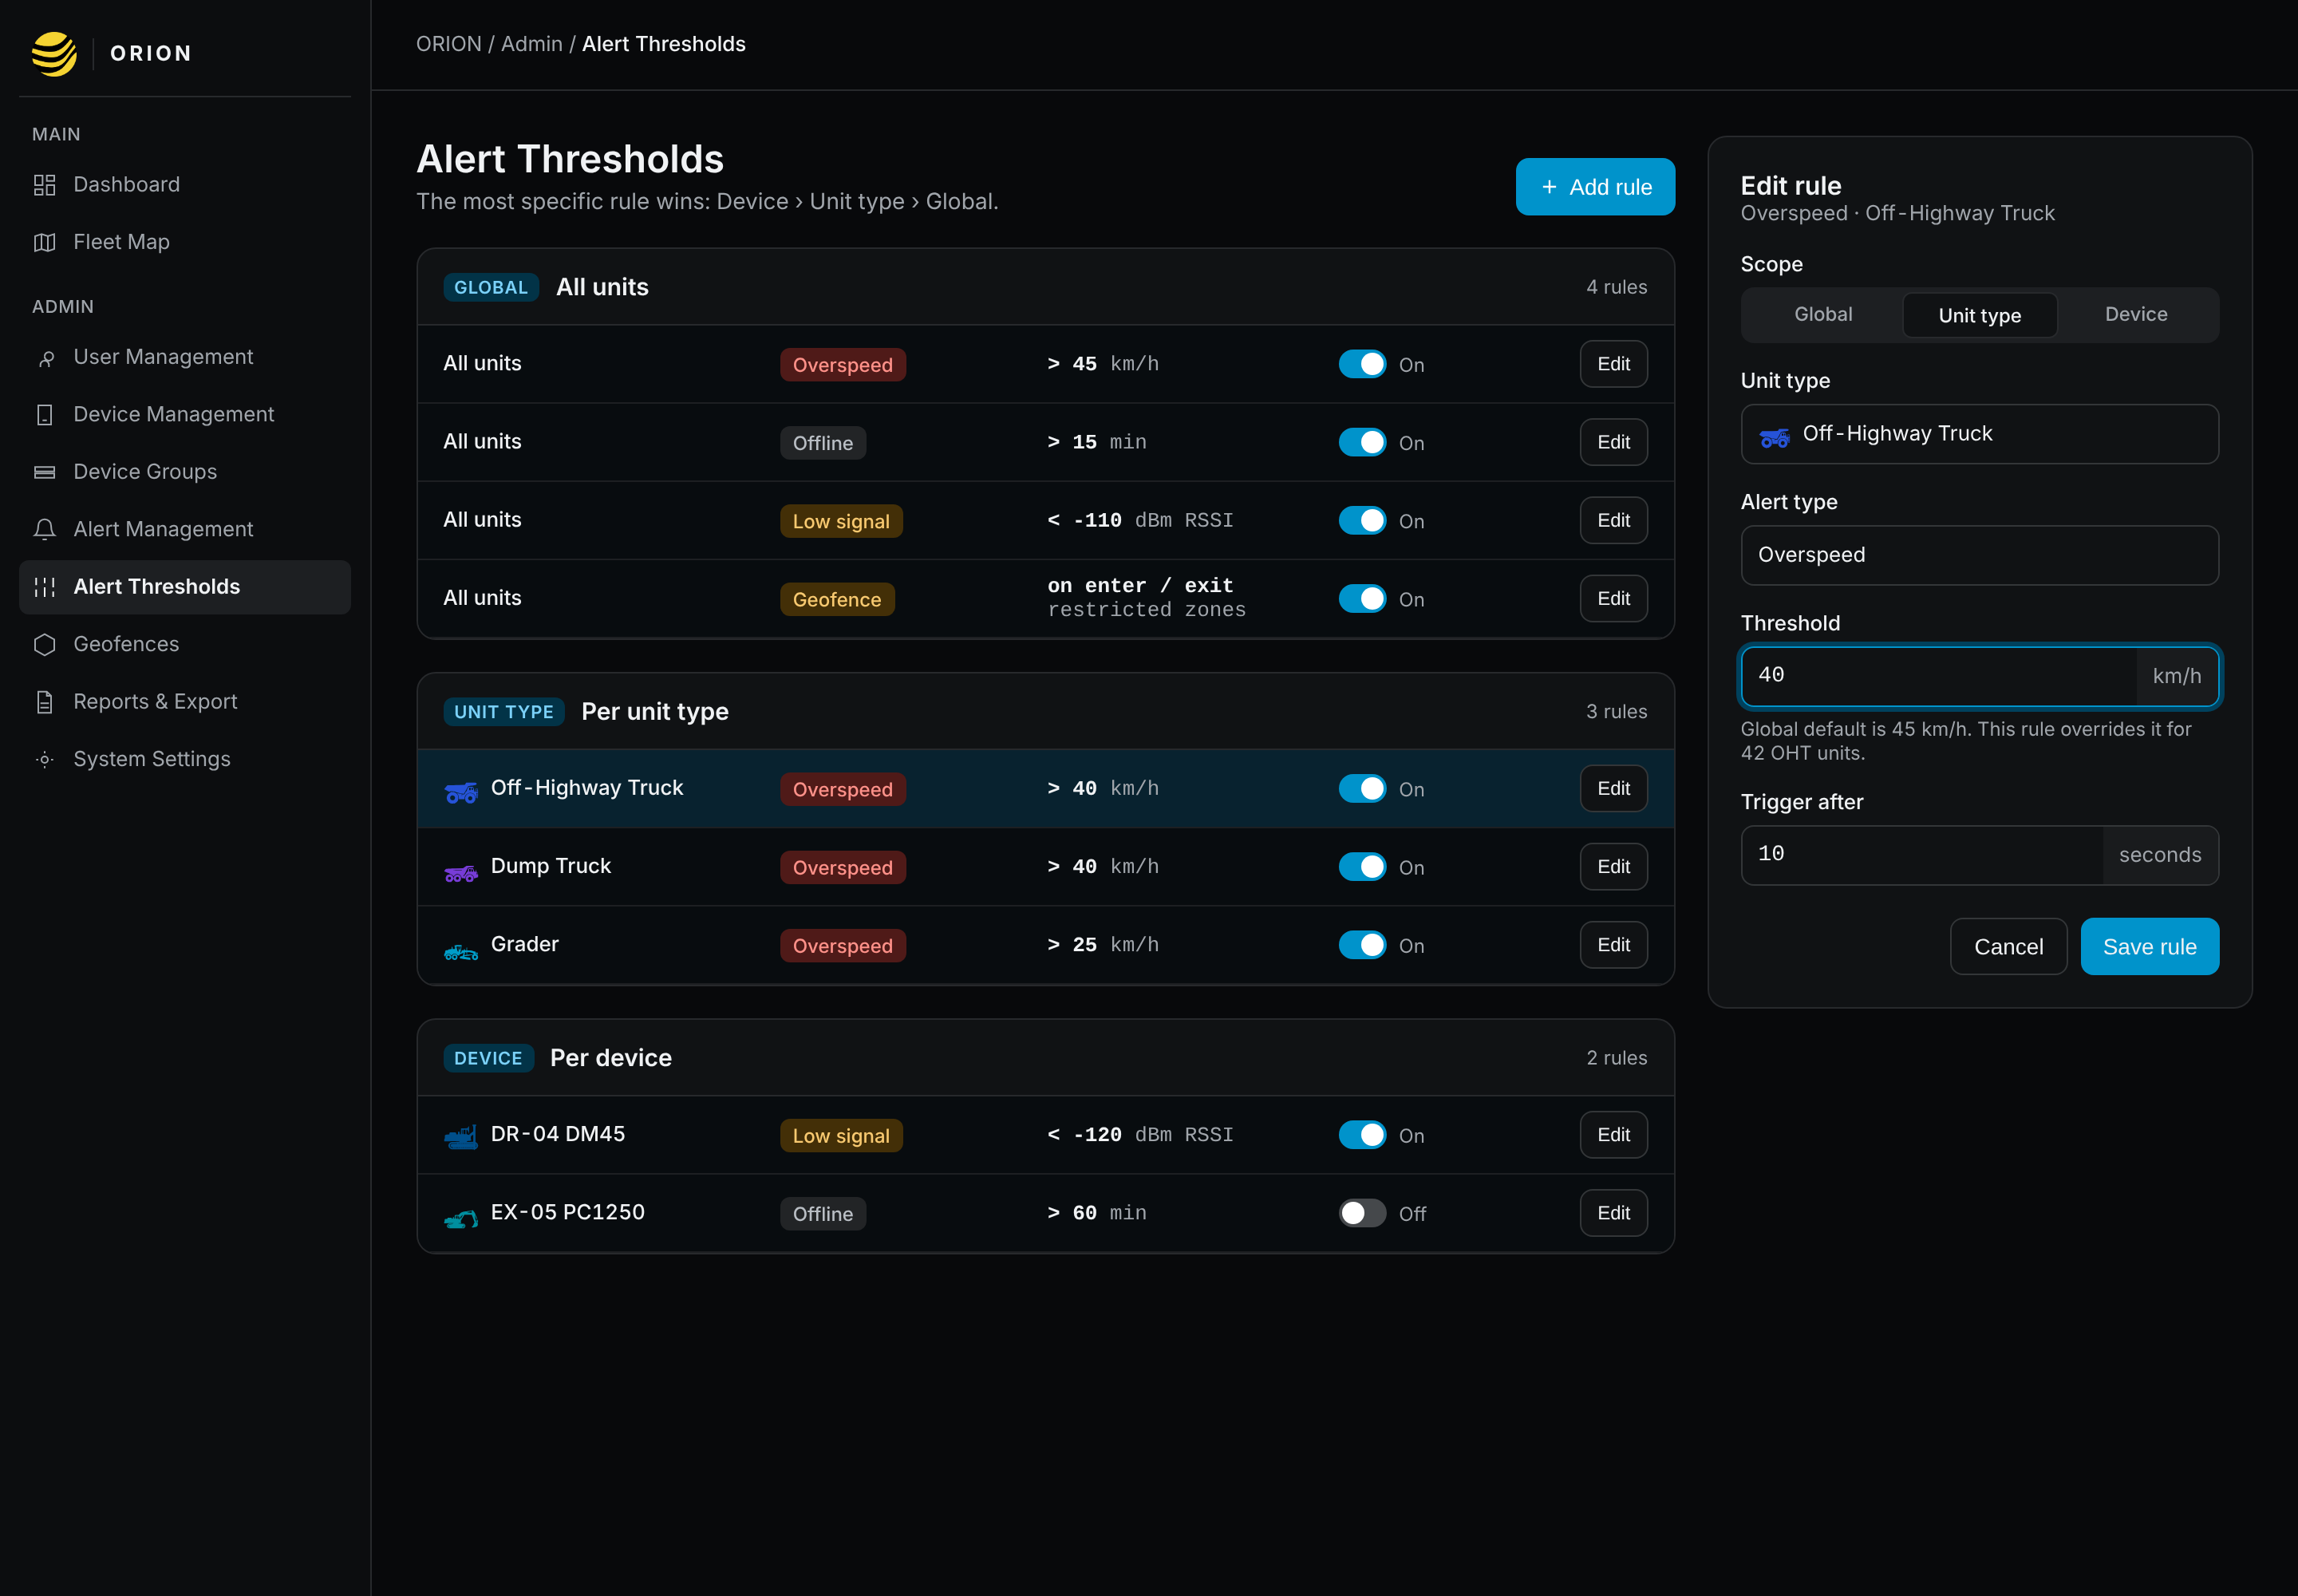 ORION
MAIN
Dashboard
Fleet Map
ADMIN
User Management
Device Management
Device Groups
Alert Management
Alert Thresholds
Geofences
Reports & Export
System Settings
ORION / Admin / Alert Thresholds
Alert Thresholds
The most specific rule wins: Device › Unit type › Global.
+ Add rule
GLOBAL All units 4 rules
All units Overspeed > 45 km/h On Edit
All units Offline > 15 min On Edit
All units Low signal < -110 dBm RSSI On Edit
All units Geofence on enter / exit On Edit
restricted zones
UNIT TYPE Per unit type 3 rules
Off-Highway Truck Overspeed > 40 km/h On Edit
Dump Truck Overspeed > 40 km/h On Edit
Grader Overspeed > 25 km/h On Edit
DEVICE Per device 2 rules
DR-04 DM45 Low signal < -120 dBm RSSI On Edit
EX-05 PC1250 Offline > 60 min Off Edit
Edit rule
Overspeed · Off-Highway Truck
Scope
Global Unit type Device
Unit type
Off-Highway Truck
Alert type
Overspeed
Threshold
40 km/h
Global default is 45 km/h. This rule overrides it for
42 OHT units.
Trigger after
10 seconds
Cancel Save rule